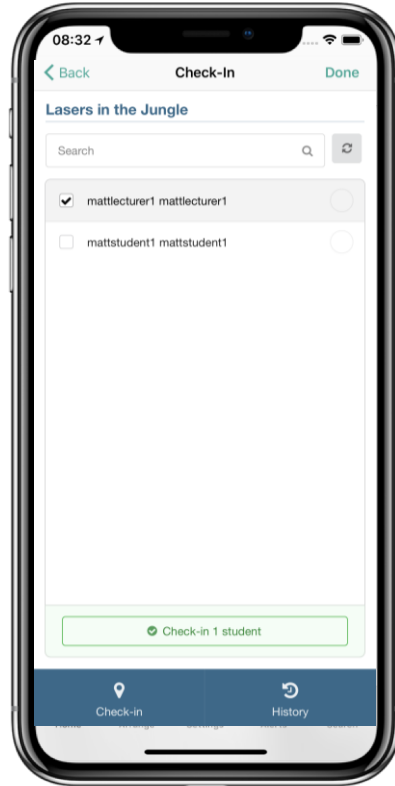 08:32
Back Check-In Done
Lasers in the Jungle
Search
mattlecturer1 mattlecturer1
mattstudent1 mattstudent1
Check-in 1 student
Check-in History